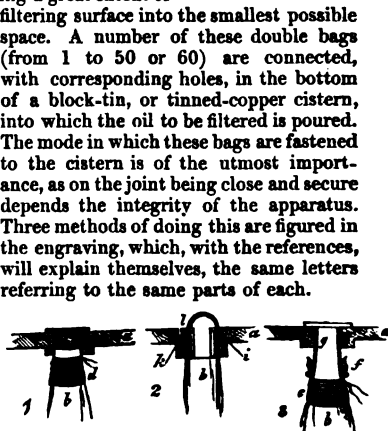 filtering surface into the smallest possible
space. A number of these double bags
(from 1 to 50 or 60) are connected,
with corresponding holes, in the bottom
of a block-tin, or tinned-copper cistern,
into which the oil to be filtered is poured.
The mode in which these bags are fastened
to the cistern is of the utmost import-
ance, as on the joint being close and secure
depends the integrity of the apparatus.
Three methods of doing this are figured in
the engraving, which, with the references,
will explain themselves, the same letters
referring to the same parts of each.
l a g a
d k b i f
1 b 2 e
3 b